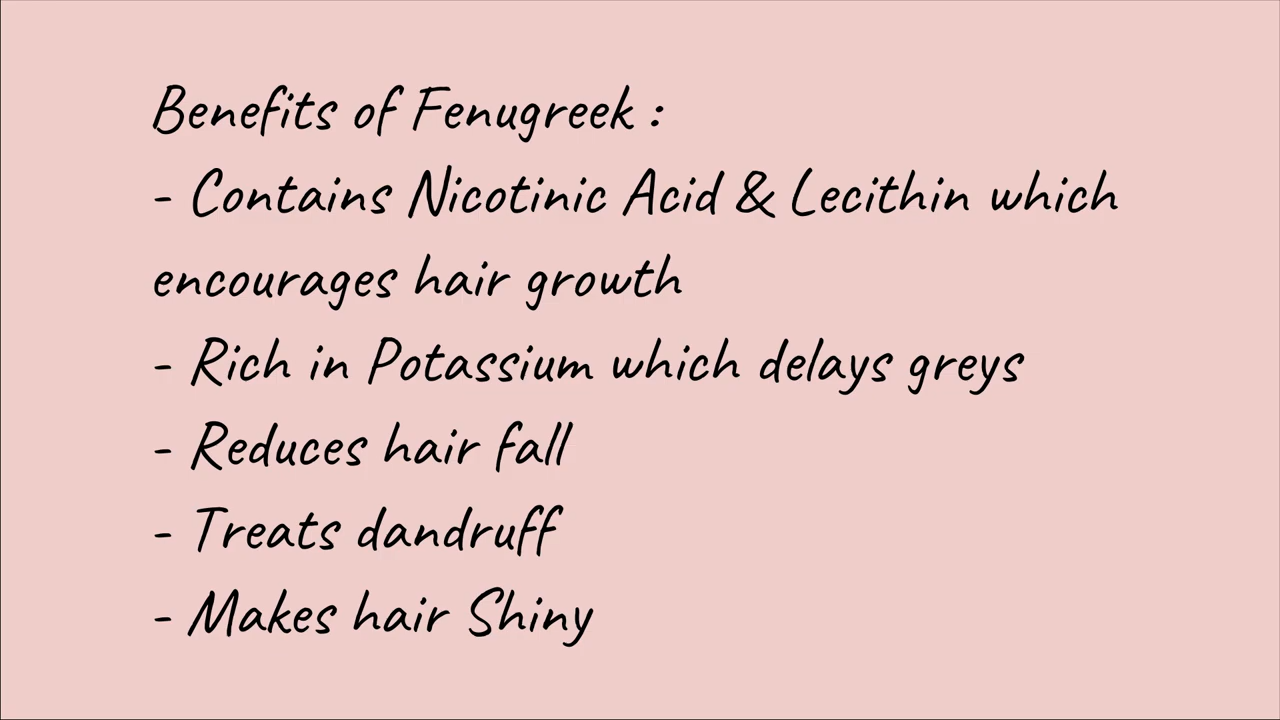 Benefits of Fenugreek :
- Contains Nicotinic Acid & Lecithin which
encourages hair growth
- Rich in Potassium which delays greys
- Reduces hair fall
- Treats dandruff
- Makes hair Shiny